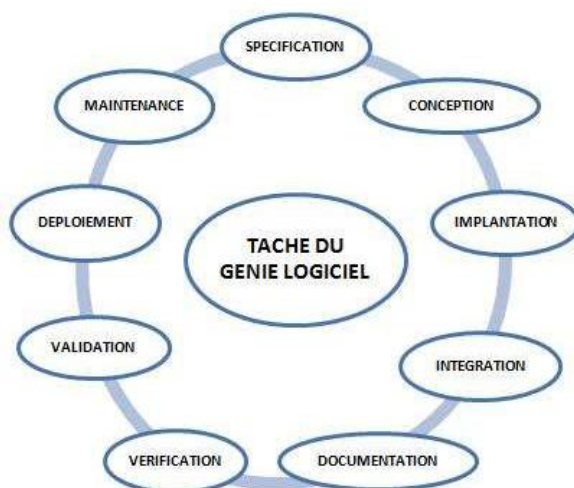 SPECIFICATION
CONCEPTION
IMPLANTATION
INTEGRATION
DOCUMENTATION
VERIFICATION
VALIDATION
DEPLOIEMENT
MAINTENANCE
TACHE DU
GENIE LOGICIEL